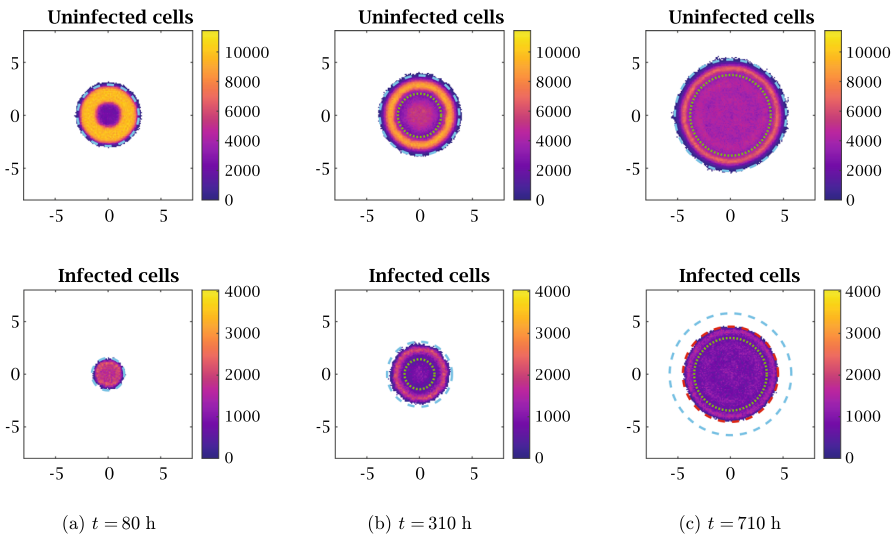 Uninfected cells Uninfected cells Uninfected cells
5 10000 5 10000 5 10000
8000 8000 8000
0 6000 0 6000 0 6000
4000 4000 4000
-5 2000 -5 2000 -5 2000
0 0 0
-5 0 5 -5 0 5 -5 0 5
Infected cells Infected cells Infected cells
4000 4000 4000
5 3000 5 3000 5 3000
0 2000 0 2000 0 2000
1000 1000 1000
-5 -5 -5
0 0 0
-5 0 5 -5 0 5 -5 0 5
(a) t = 80 h (b) t = 310 h (c) t = 710 h